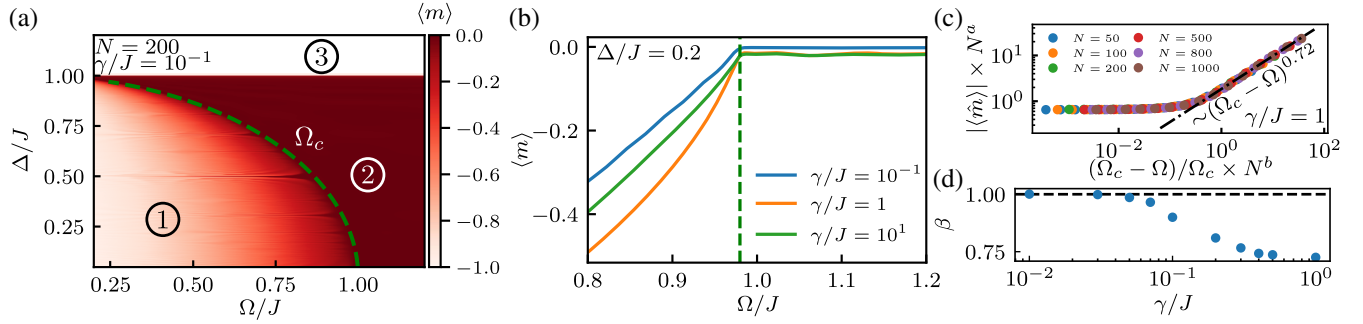 (a)
⟨m⟩
N = 200
γ/J = 10⁻¹
③
1.00
0.75
0.50
0.25
Δ/J
Ω_c
①
②
0.25
0.50
0.75
1.00
Ω/J
0.0
−0.2
−0.4
−0.6
−0.8
−1.0
(b)
Δ/J = 0.2
0.0
−0.2
−0.4
⟨m⟩
γ/J = 10⁻¹
γ/J = 1
γ/J = 10¹
0.8
0.9
1.0
1.1
1.2
Ω/J
(c)
N = 50
N = 500
N = 100
N = 800
N = 200
N = 1000
10¹
10⁰
|⟨m̂⟩| × Nᵃ
~(Ω_c − Ω)^0.72
γ/J = 1
10⁻²
10⁰
10²
(Ω_c − Ω)/Ω_c × Nᵇ
(d)
1.00
0.75
β
10⁻²
10⁻¹
10⁰
γ/J